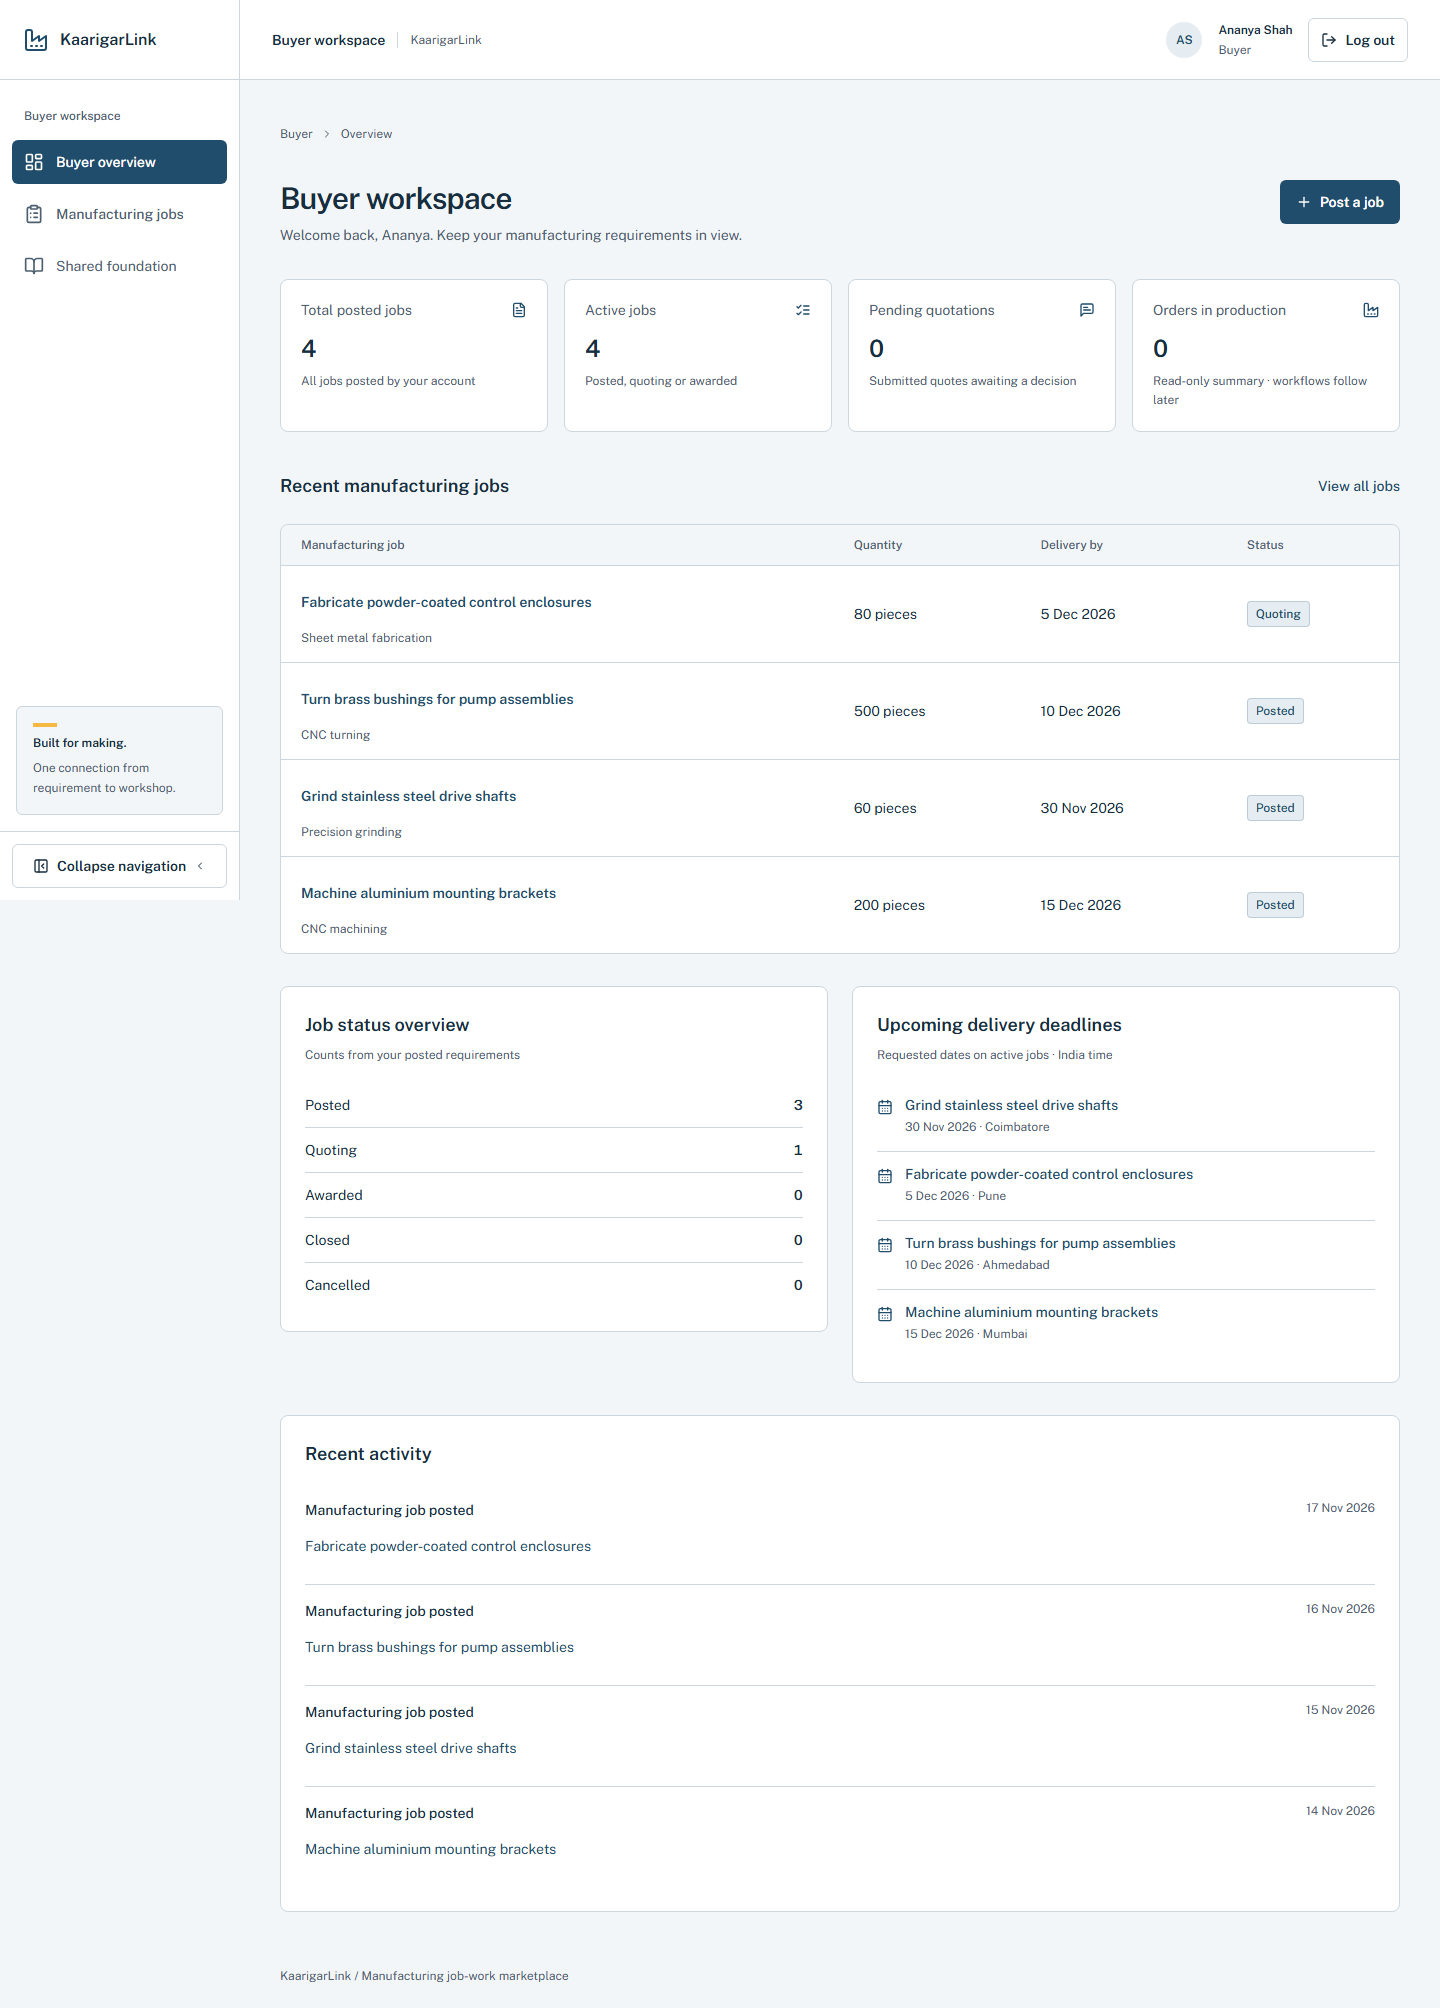 KaarigarLink
Buyer workspace
KaarigarLink
AS
Ananya Shah
Buyer
Log out
Buyer workspace
Buyer overview
Manufacturing jobs
Shared foundation
Built for making.
One connection from
requirement to workshop.
Collapse navigation
Buyer
Overview
Buyer workspace
Welcome back, Ananya. Keep your manufacturing requirements in view.
Post a job
Total posted jobs
4
All jobs posted by your account
Active jobs
4
Posted, quoting or awarded
Pending quotations
0
Submitted quotes awaiting a decision
Orders in production
0
Read-only summary · workflows follow
later
Recent manufacturing jobs
View all jobs
Manufacturing job Quantity Delivery by Status
Fabricate powder-coated control enclosures
Sheet metal fabrication
80 pieces
5 Dec 2026
Quoting
Turn brass bushings for pump assemblies
CNC turning
500 pieces
10 Dec 2026
Posted
Grind stainless steel drive shafts
Precision grinding
60 pieces
30 Nov 2026
Posted
Machine aluminium mounting brackets
CNC machining
200 pieces
15 Dec 2026
Posted
Job status overview
Counts from your posted requirements
Posted 3
Quoting 1
Awarded 0
Closed 0
Cancelled 0
Upcoming delivery deadlines
Requested dates on active jobs · India time
Grind stainless steel drive shafts
30 Nov 2026 · Coimbatore
Fabricate powder-coated control enclosures
5 Dec 2026 · Pune
Turn brass bushings for pump assemblies
10 Dec 2026 · Ahmedabad
Machine aluminium mounting brackets
15 Dec 2026 · Mumbai
Recent activity
Manufacturing job posted 17 Nov 2026
Fabricate powder-coated control enclosures
Manufacturing job posted 16 Nov 2026
Turn brass bushings for pump assemblies
Manufacturing job posted 15 Nov 2026
Grind stainless steel drive shafts
Manufacturing job posted 14 Nov 2026
Machine aluminium mounting brackets
KaarigarLink / Manufacturing job-work marketplace